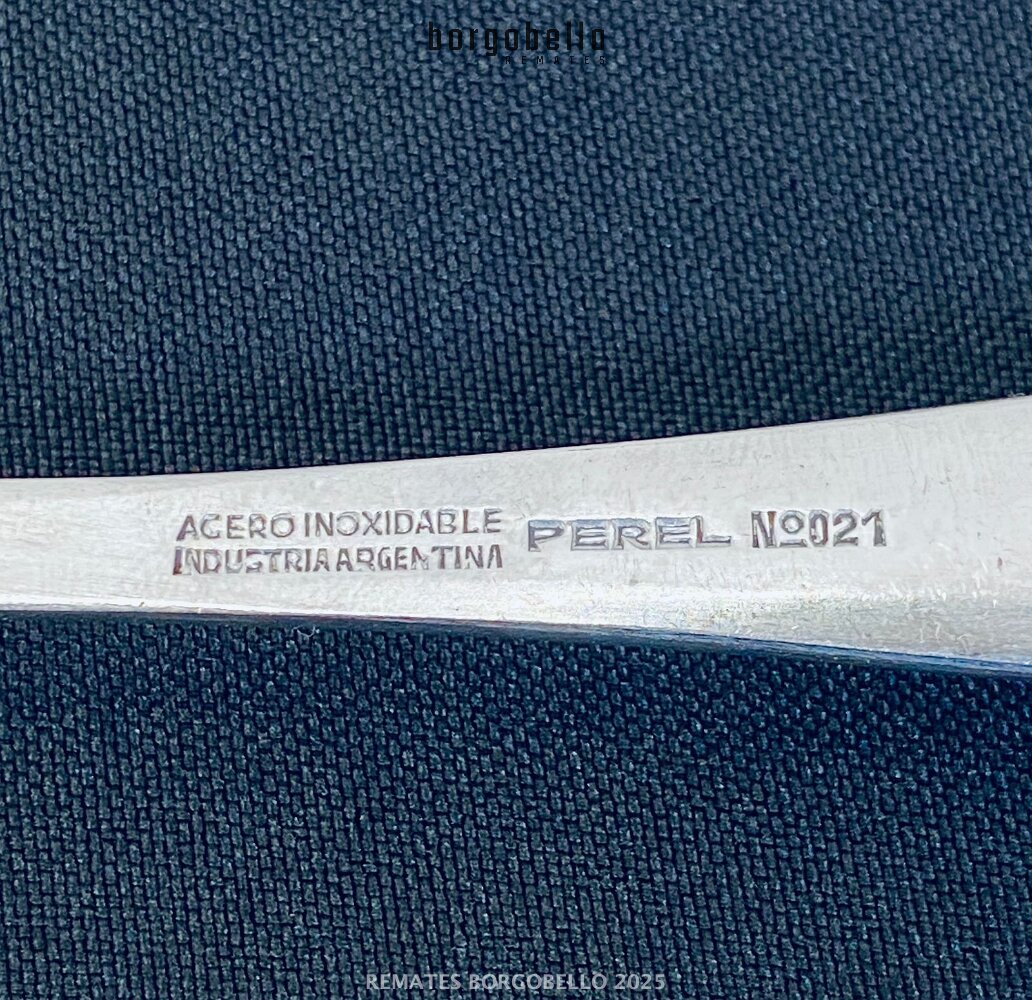 borgobello
REMATES
ACERO INOXIDABLE
INDUSTRIA ARGENTINA
PEREL Nº021
REMATES BORGOBELLO 2025